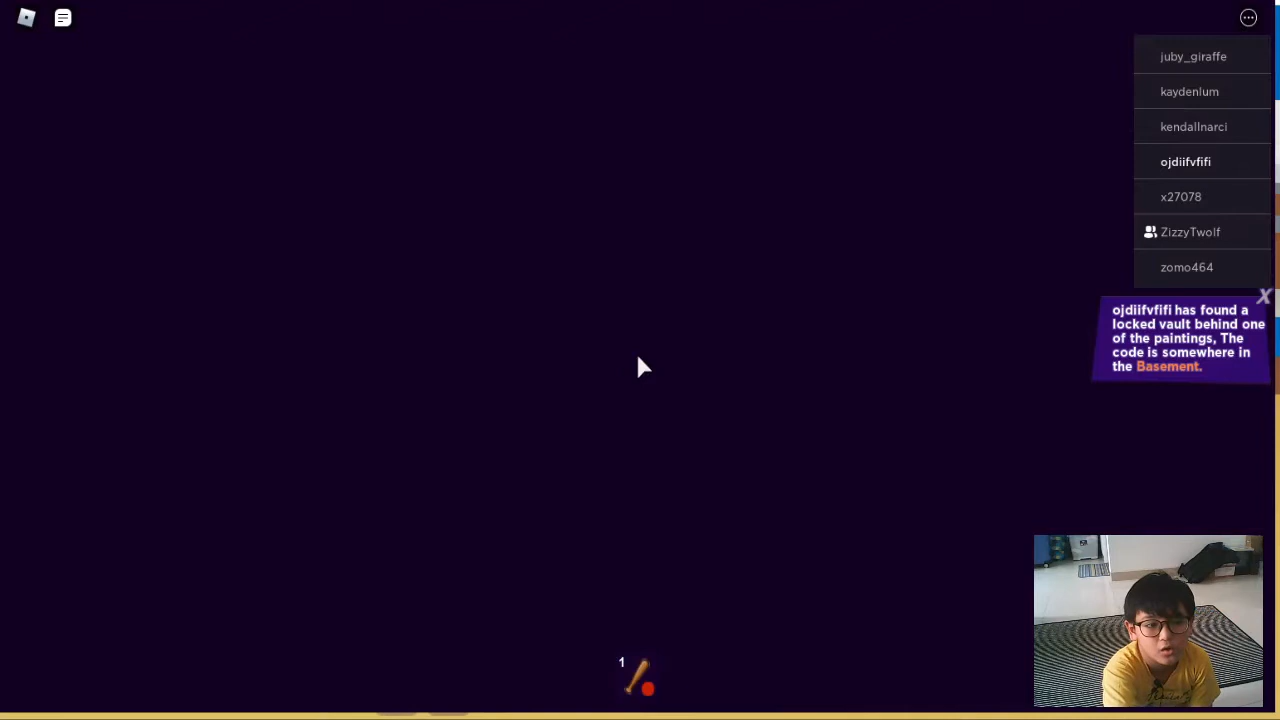 juby_giraffe
kaydenlum
kendallnarci
ojdiifvfifi
x27078
ZizzyTwolf
zomo464
X
ojdiifvfifi has found a
locked vault behind one
of the paintings, The
code is somewhere in
the Basement.
1